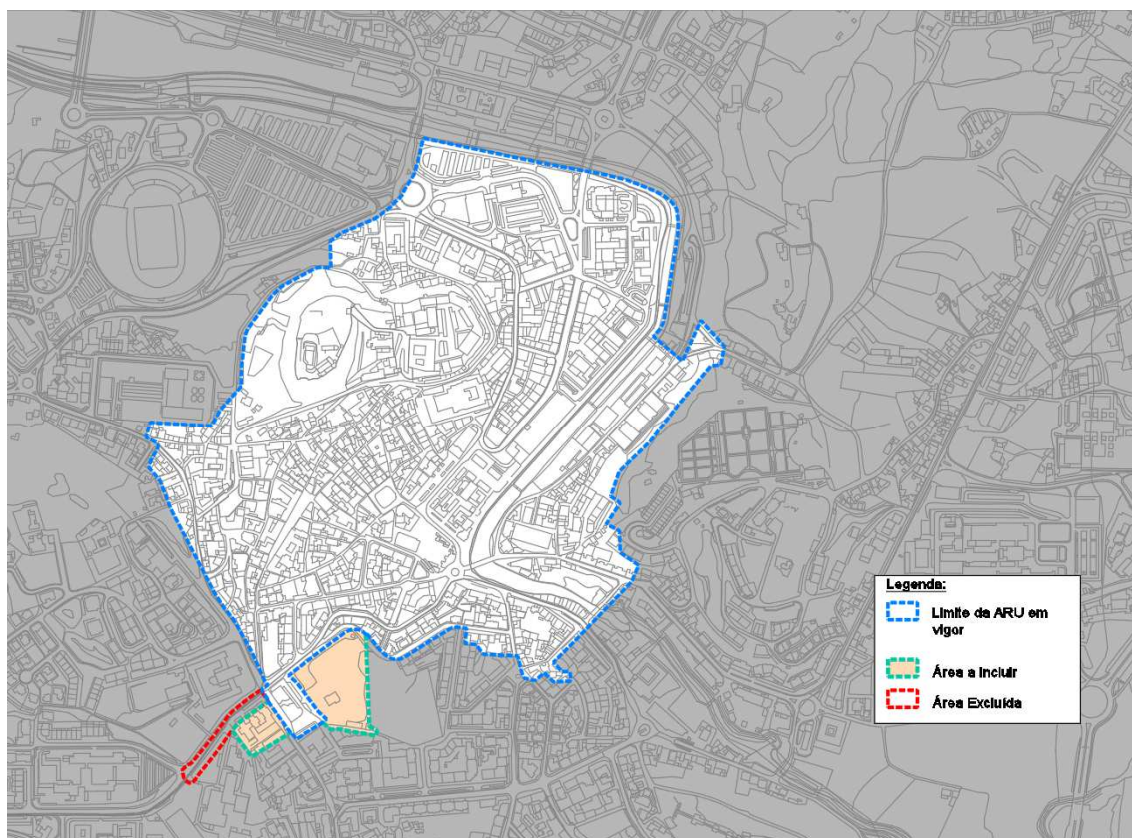 Legenda:
Limite da ARU em
vigor
Área a Incluir
Área Excluída